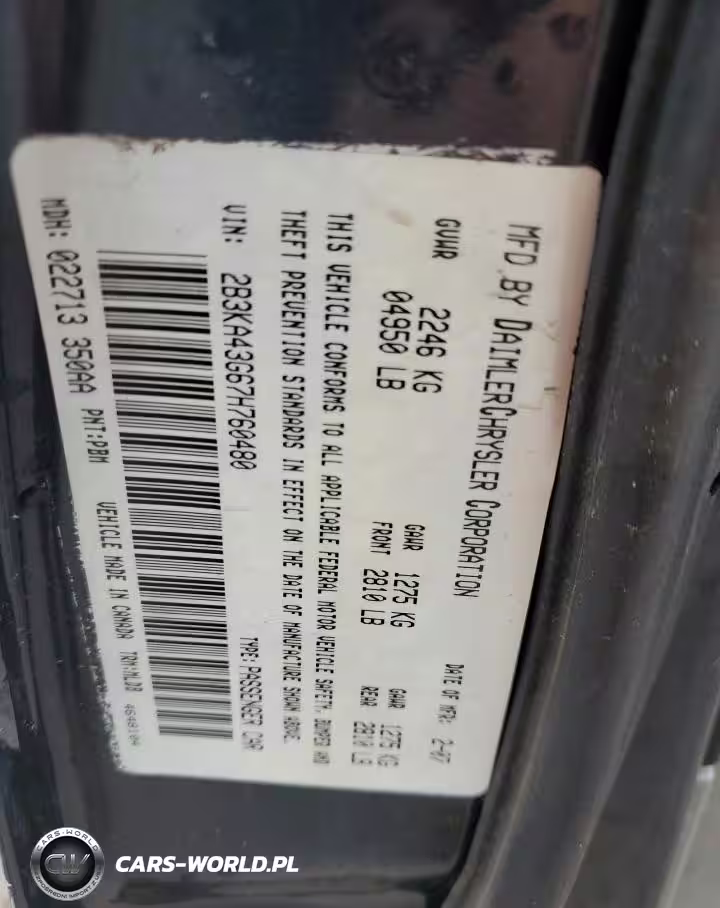 MFD BY DAIMLERCHRYSLER CORPORATION
DATE OF MFR: 2-07
GVWR 2246 KG
04950 LB
GAWR 1275 KG
FRONT 2810 LB
GAWR 1275 KG
REAR 2810 LB
THIS VEHICLE CONFORMS TO ALL APPLICABLE FEDERAL MOTOR VEHICLE SAFETY, BUMPER AND
THEFT PREVENTION STANDARDS IN EFFECT ON THE DATE OF MANUFACTURE SHOWN ABOVE.
VIN: 2B3KA43G67H760480
TYPE: PASSENGER CAR
MDH: 022713 350AA
PNT: PBM
VEHICLE MADE IN CANADA
CARS-WORLD
CW
CARS-WORLD.PL